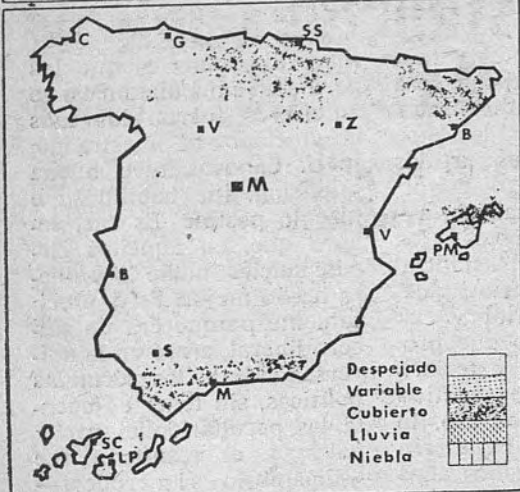 C
G
SS
V
Z
B
M
V
PM
B
S
M
SC
LP
Despejado
Variable
Cubierto
Lluvia
Niebla